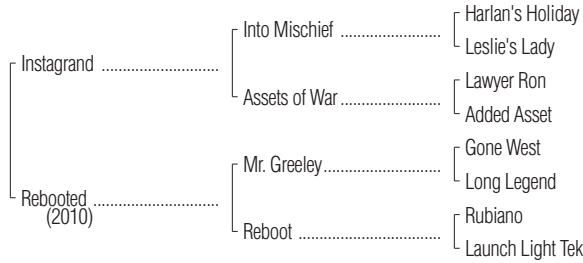 Harlan's Holiday
Into Mischief ....................
Leslie's Lady
Instagrand ........................
Lawyer Ron
Assets of War....................
Added Asset
Gone West
Mr. Greeley.......................
Long Legend
Rebooted .........................
(2010)
Rubiano
Reboot .............................
Launch Light Tek